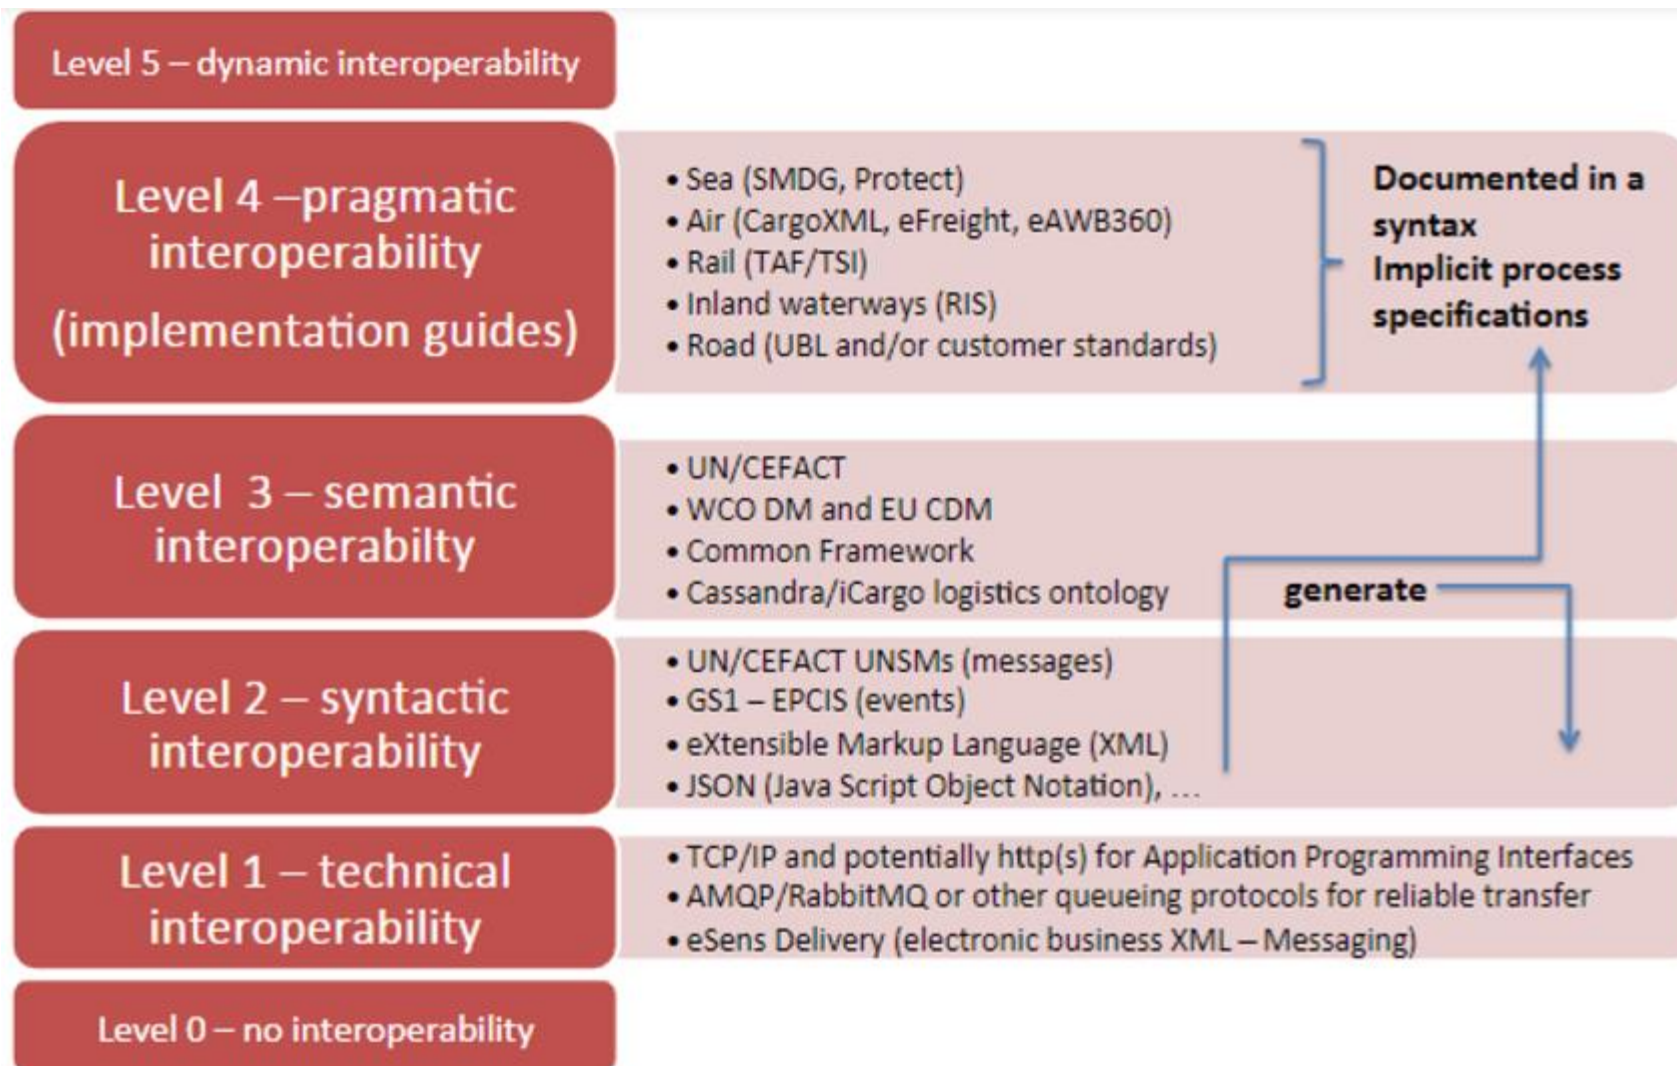 Level 5 – dynamic interoperability
Level 4 –pragmatic
interoperability
(implementation guides)
• Sea (SMDG, Protect)
• Air (CargoXML, eFreight, eAWB360)
• Rail (TAF/TSI)
• Inland waterways (RIS)
• Road (UBL and/or customer standards)
Documented in a
syntax
Implicit process
specifications
Level 3 – semantic
interoperabilty
• UN/CEFACT
• WCO DM and EU CDM
• Common Framework
• Cassandra/iCargo logistics ontology
generate
Level 2 – syntactic
interoperability
• UN/CEFACT UNSMs (messages)
• GS1 – EPCIS (events)
• eXtensible Markup Language (XML)
• JSON (Java Script Object Notation), …
Level 1 – technical
interoperability
• TCP/IP and potentially http(s) for Application Programming Interfaces
• AMQP/RabbitMQ or other queueing protocols for reliable transfer
• eSens Delivery (electronic business XML – Messaging)
Level 0 – no interoperability